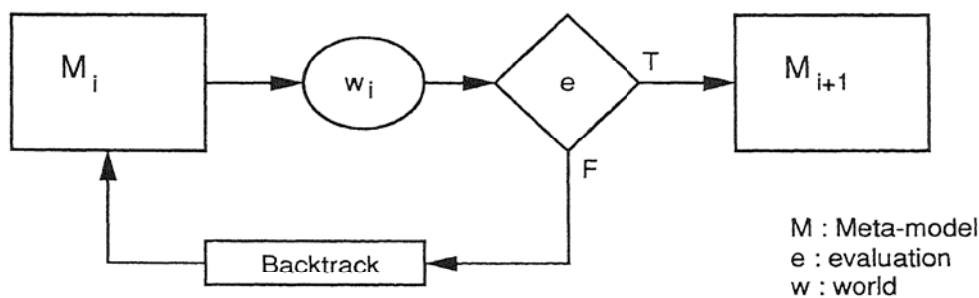 M i
w i
e
T
M i+1
F
Backtrack
M : Meta-model
e : evaluation
w : world